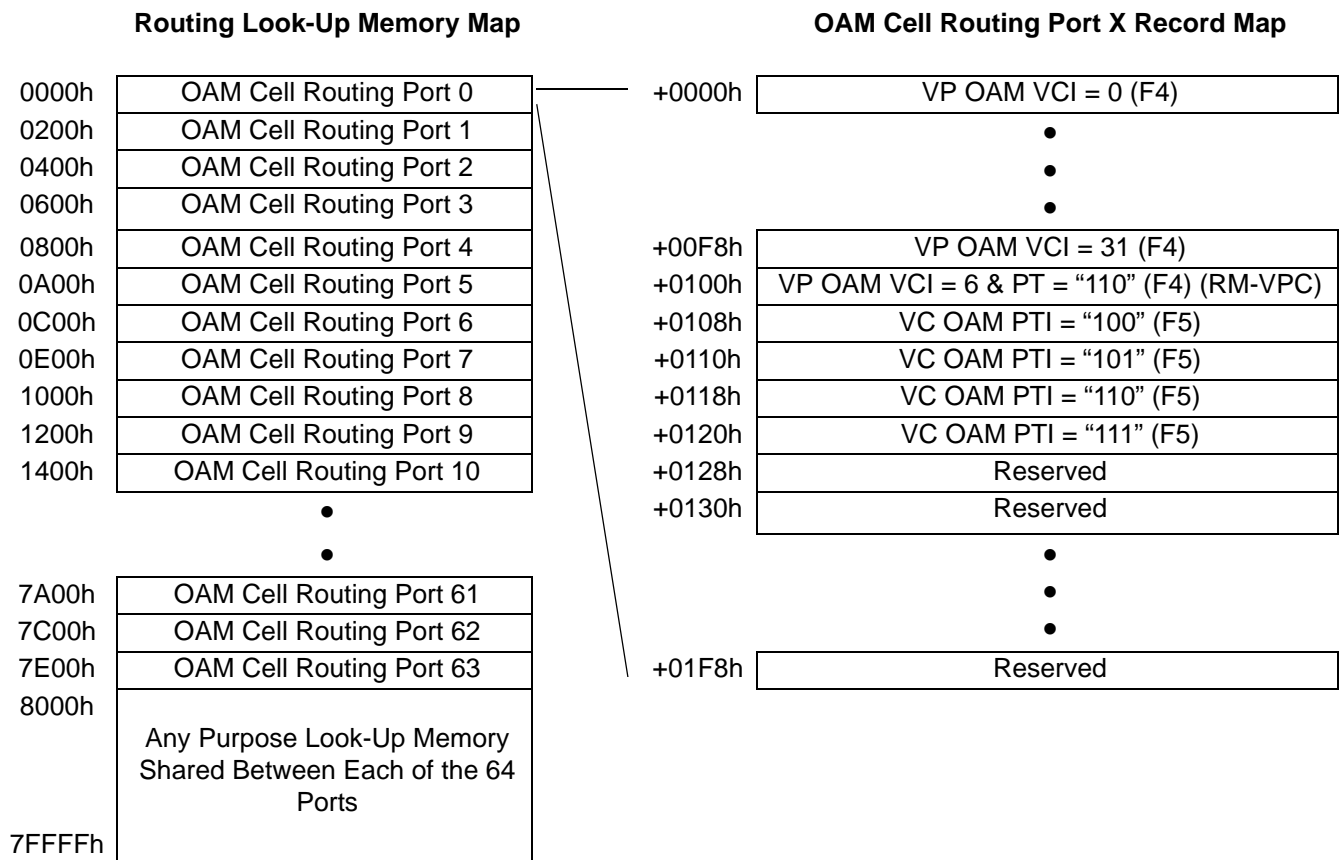 Routing Look-Up Memory Map
0000h OAM Cell Routing Port 0
0200h OAM Cell Routing Port 1
0400h OAM Cell Routing Port 2
0600h OAM Cell Routing Port 3
0800h OAM Cell Routing Port 4
0A00h OAM Cell Routing Port 5
0C00h OAM Cell Routing Port 6
0E00h OAM Cell Routing Port 7
1000h OAM Cell Routing Port 8
1200h OAM Cell Routing Port 9
1400h OAM Cell Routing Port 10
7A00h OAM Cell Routing Port 61
7C00h OAM Cell Routing Port 62
7E00h OAM Cell Routing Port 63
8000h
Any Purpose Look-Up Memory
Shared Between Each of the 64
Ports
7FFFFh
OAM Cell Routing Port X Record Map
+0000h VP OAM VCI = 0 (F4)
+00F8h VP OAM VCI = 31 (F4)
+0100h VP OAM VCI = 6 & PT = “110” (F4) (RM-VPC)
+0108h VC OAM PTI = “100” (F5)
+0110h VC OAM PTI = “101” (F5)
+0118h VC OAM PTI = “110” (F5)
+0120h VC OAM PTI = “111” (F5)
+0128h Reserved
+0130h Reserved
+01F8h Reserved